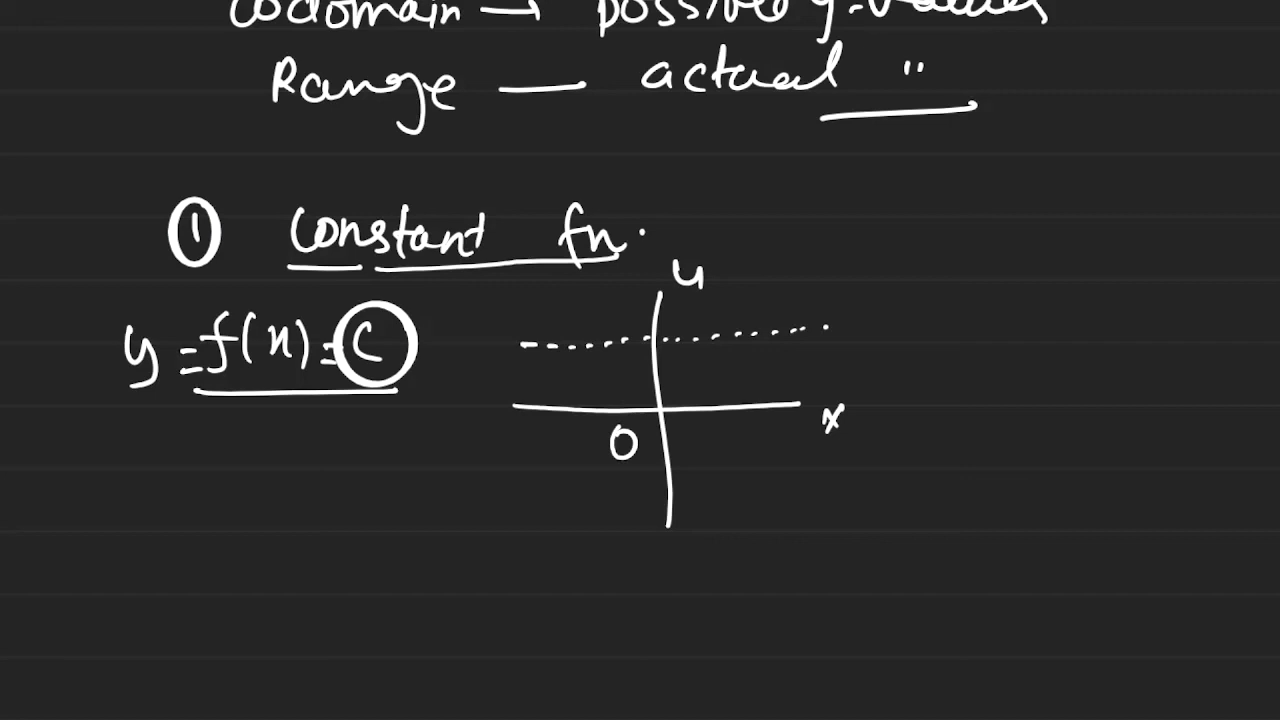 codomain → possible y-values
Range — actual "
① constant fn.
y
y = f(x) = C
x
0